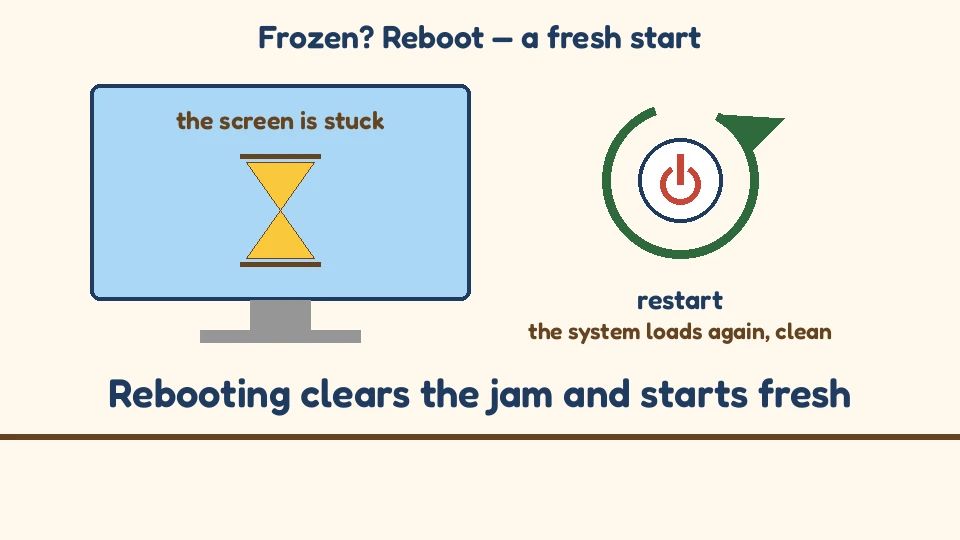 Frozen? Reboot — a fresh start
the screen is stuck
restart
the system loads again, clean
Rebooting clears the jam and starts fresh